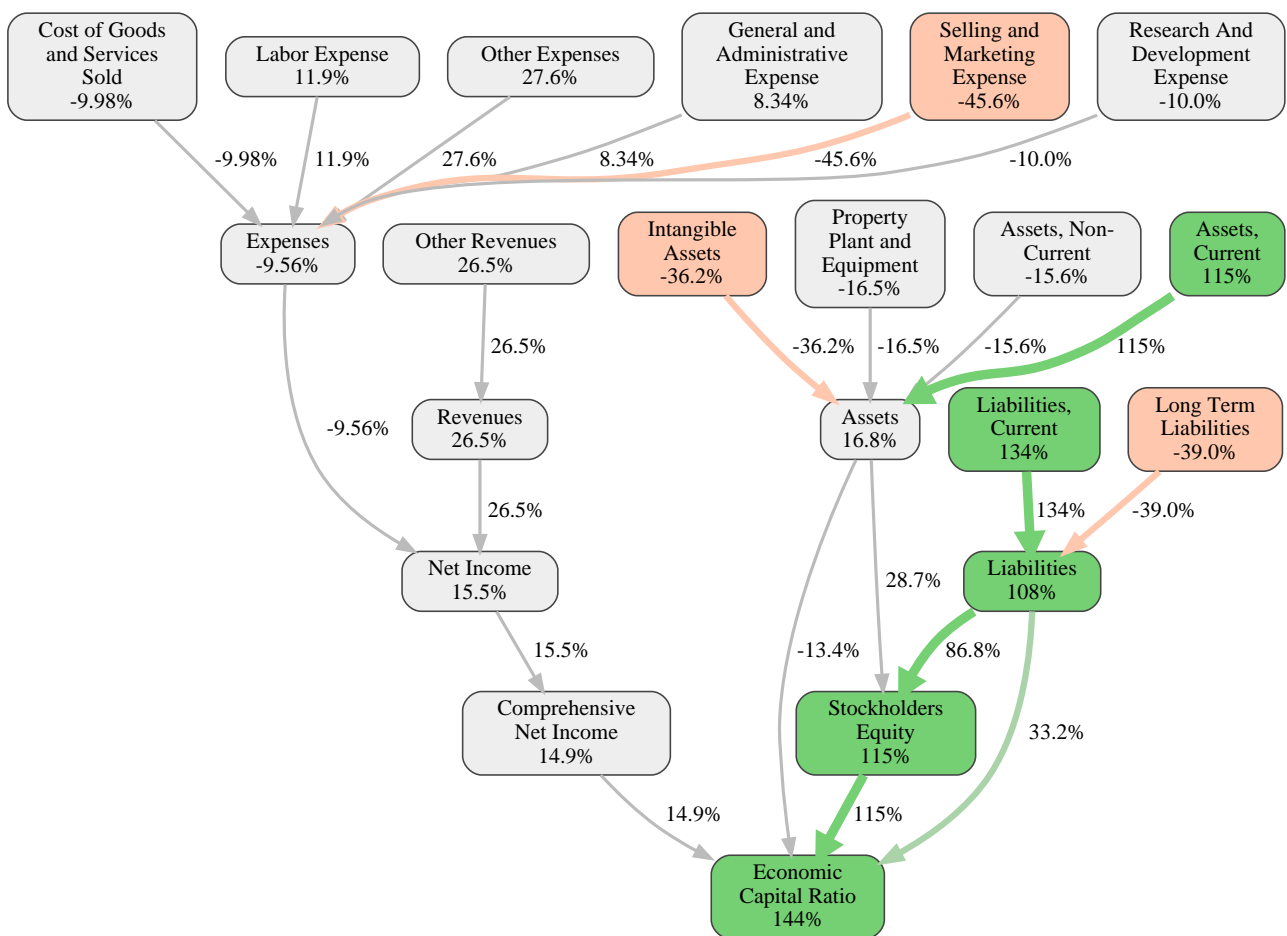 Cost of Goods
and Services
Sold
-9.98%
Labor Expense
11.9%
Other Expenses
27.6%
General and
Administrative
Expense
8.34%
Selling and
Marketing
Expense
-45.6%
Research And
Development
Expense
-10.0%
-9.98%
11.9%
27.6%
8.34%
-45.6%
-10.0%
Expenses
-9.56%
Other Revenues
26.5%
Intangible
Assets
-36.2%
Property
Plant and
Equipment
-16.5%
Assets, Non-
Current
-15.6%
Assets,
Current
115%
26.5%
-36.2%
-16.5%
-15.6%
115%
-9.56%
Revenues
26.5%
Assets
16.8%
Liabilities,
Current
134%
Long Term
Liabilities
-39.0%
26.5%
134%
-39.0%
Net Income
15.5%
28.7%
Liabilities
108%
15.5%
-13.4%
86.8%
Comprehensive
Net Income
14.9%
Stockholders
Equity
115%
33.2%
14.9%
115%
Economic
Capital Ratio
144%